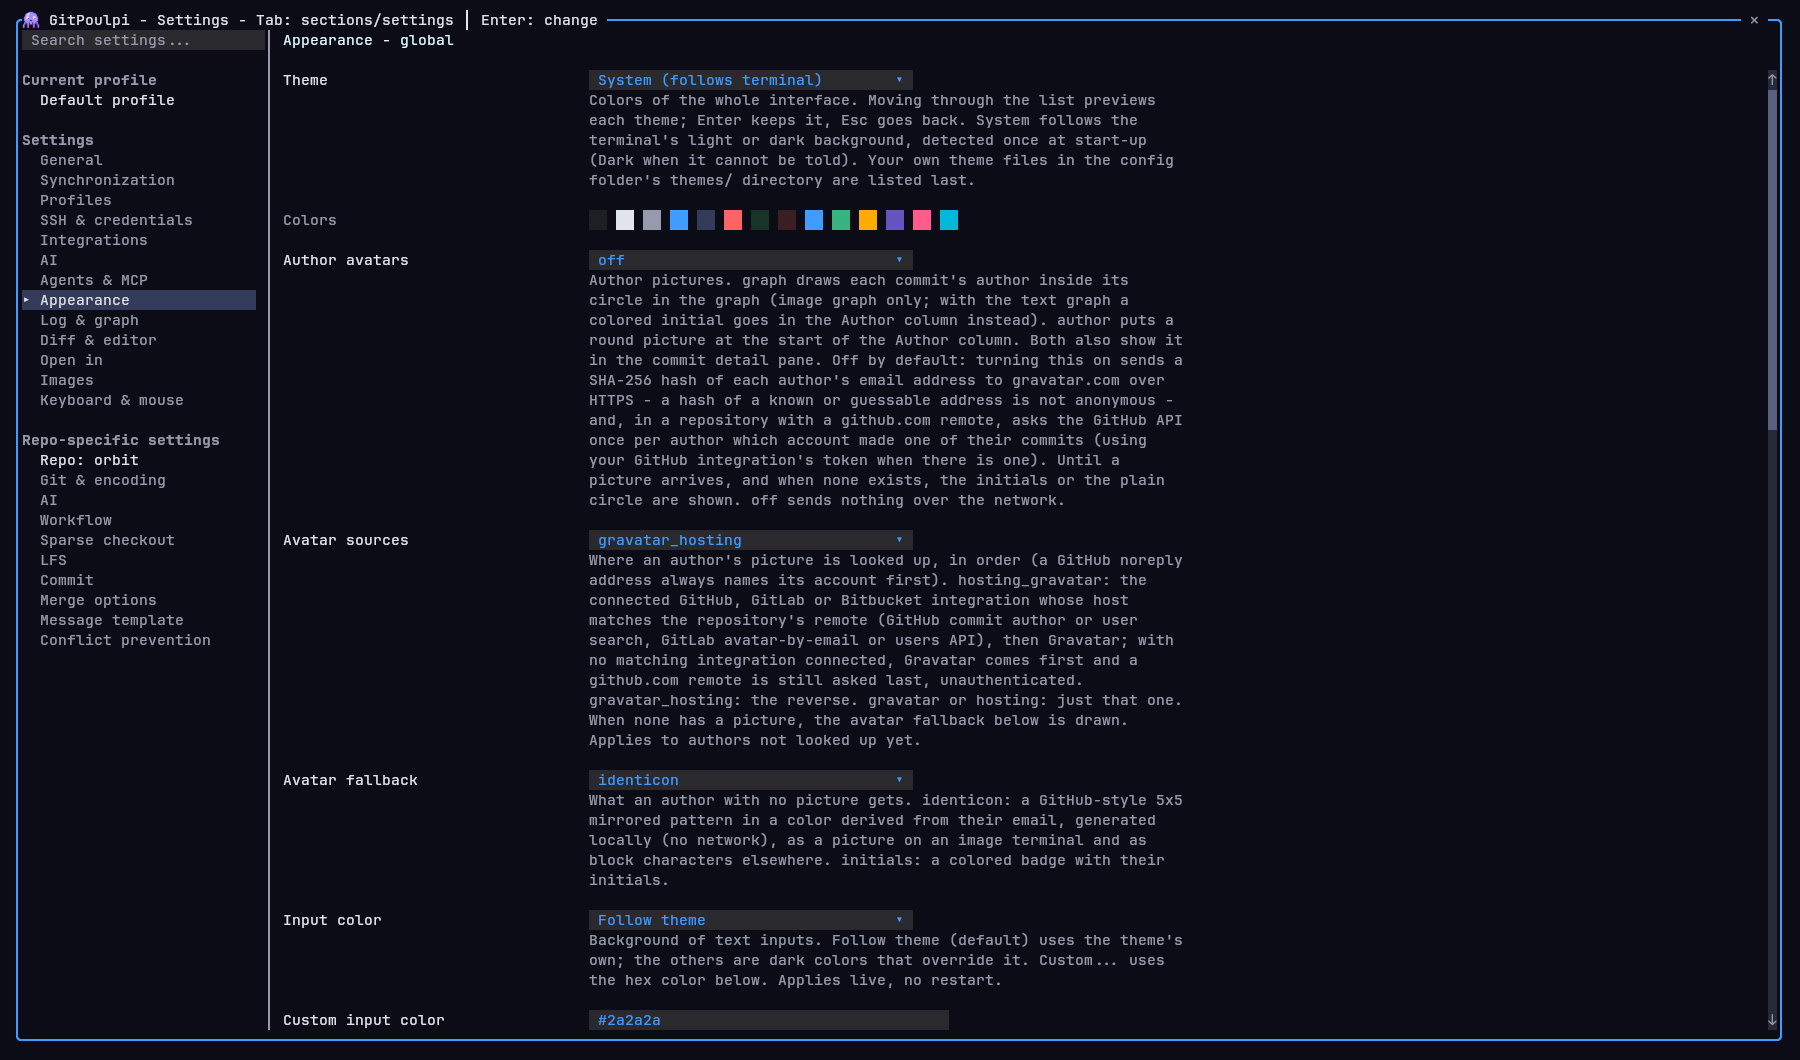 GitPoulpi - Settings - Tab: sections/settings | Enter: change ×
Search settings...
Current profile
Default profile
Settings
General
Synchronization
Profiles
SSH & credentials
Integrations
AI
Agents & MCP
▸ Appearance
Log & graph
Diff & editor
Open in
Images
Keyboard & mouse
Repo-specific settings
Repo: orbit
Git & encoding
AI
Workflow
Sparse checkout
LFS
Commit
Merge options
Message template
Conflict prevention
Appearance - global
Theme
System (follows terminal) ▾
Colors of the whole interface. Moving through the list previews
each theme; Enter keeps it, Esc goes back. System follows the
terminal's light or dark background, detected once at start-up
(Dark when it cannot be told). Your own theme files in the config
folder's themes/ directory are listed last.
Colors
Author avatars
off ▾
Author pictures. graph draws each commit's author inside its
circle in the graph (image graph only; with the text graph a
colored initial goes in the Author column instead). author puts a
round picture at the start of the Author column. Both also show it
in the commit detail pane. Off by default: turning this on sends a
SHA-256 hash of each author's email address to gravatar.com over
HTTPS - a hash of a known or guessable address is not anonymous -
and, in a repository with a github.com remote, asks the GitHub API
once per author which account made one of their commits (using
your GitHub integration's token when there is one). Until a
picture arrives, and when none exists, the initials or the plain
circle are shown. off sends nothing over the network.
Avatar sources
gravatar_hosting ▾
Where an author's picture is looked up, in order (a GitHub noreply
address always names its account first). hosting_gravatar: the
connected GitHub, GitLab or Bitbucket integration whose host
matches the repository's remote (GitHub commit author or user
search, GitLab avatar-by-email or users API), then Gravatar; with
no matching integration connected, Gravatar comes first and a
github.com remote is still asked last, unauthenticated.
gravatar_hosting: the reverse. gravatar or hosting: just that one.
When none has a picture, the avatar fallback below is drawn.
Applies to authors not looked up yet.
Avatar fallback
identicon ▾
What an author with no picture gets. identicon: a GitHub-style 5x5
mirrored pattern in a color derived from their email, generated
locally (no network), as a picture on an image terminal and as
block characters elsewhere. initials: a colored badge with their
initials.
Input color
Follow theme ▾
Background of text inputs. Follow theme (default) uses the theme's
own; the others are dark colors that override it. Custom... uses
the hex color below. Applies live, no restart.
Custom input color
#2a2a2a